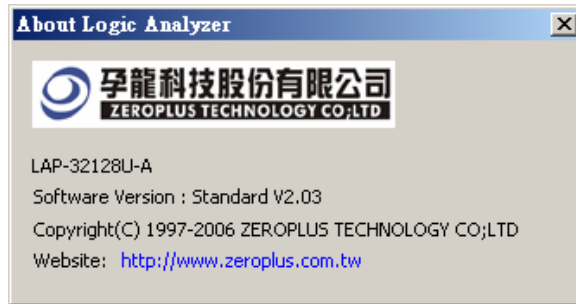 About Logic Analyzer
孕龍科技股份有限公司
ZEROPLUS TECHNOLOGY CO;LTD
LAP-32128U-A
Software Version : Standard V2.03
Copyright(C) 1997-2006 ZEROPLUS TECHNOLOGY CO;LTD
Website: http://www.zeroplus.com.tw